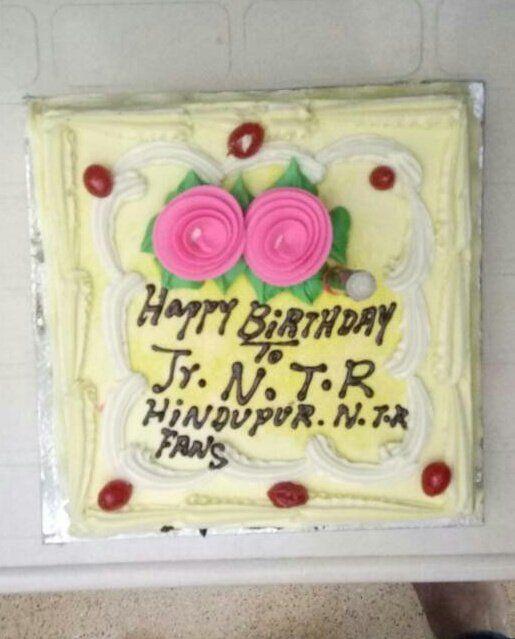 Happy BiRTHDAY
To
Jr. N.T.R
HiNDUPUR. N.T.R
FANS